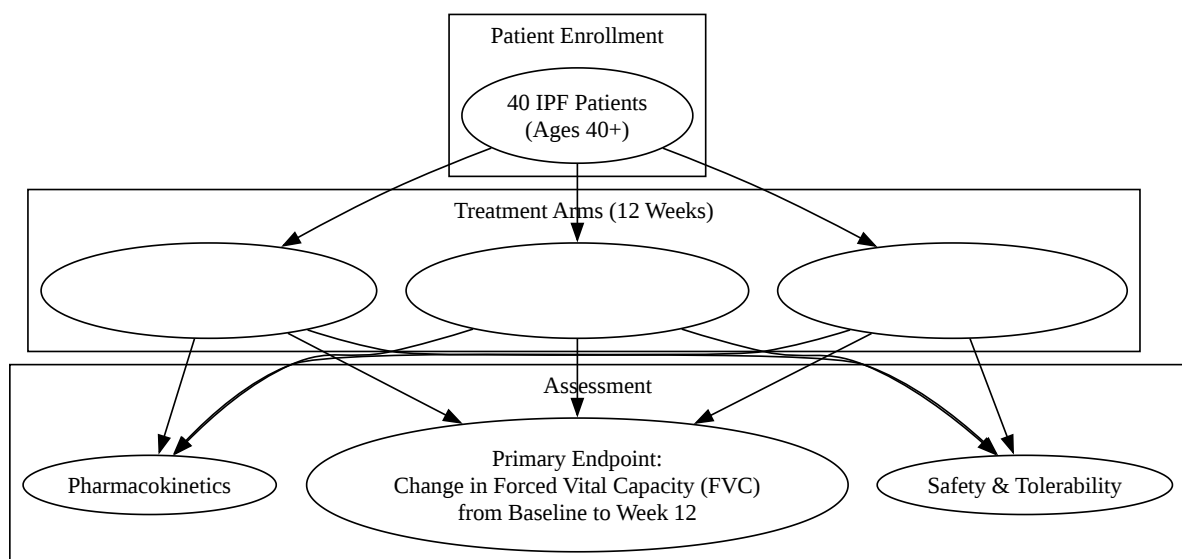 Patient Enrollment
40 IPF Patients
(Ages 40+)
Treatment Arms (12 Weeks)
Assessment
Pharmacokinetics
Primary Endpoint:
Change in Forced Vital Capacity (FVC)
from Baseline to Week 12
Safety & Tolerability